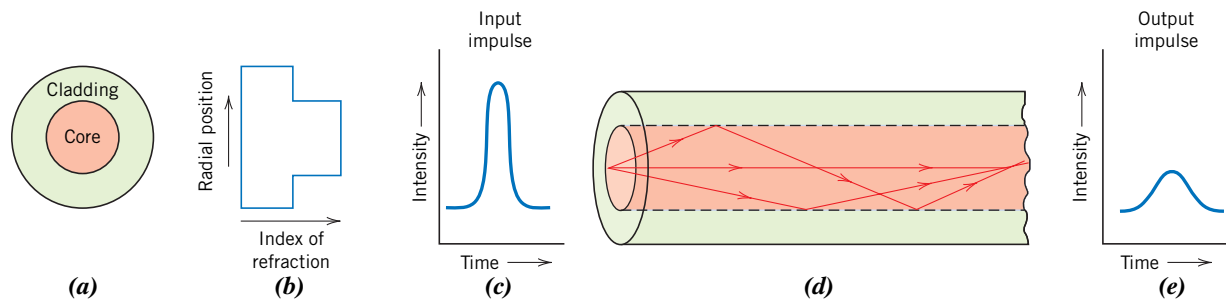 Cladding
Core
(a)
Radial position
Index of
refraction
(b)
Input
impulse
Intensity
Time
(c)
(d)
Output
impulse
Intensity
Time
(e)